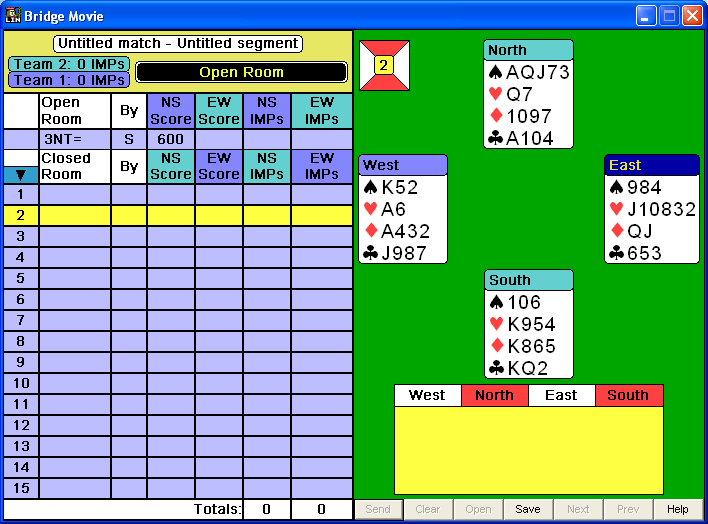 Bridge Movie
Untitled match - Untitled segment
Team 2: 0 IMPs
Team 1: 0 IMPs
Open Room
Open Room By NS Score EW Score NS IMPs EW IMPs
3NT= S 600
Closed Room By NS Score EW Score NS IMPs EW IMPs
▼
1
2
3
4
5
6
7
8
9
10
11
12
13
14
15
Totals: 0 0
2
North
♠ AQJ73
♥ Q7
♦ 1097
♣ A104
West
♠ K52
♥ A6
♦ A432
♣ J987
East
♠ 984
♥ J10832
♦ QJ
♣ 653
South
♠ 106
♥ K954
♦ K865
♣ KQ2
West North East South
Send Clear Open Save Next Prev Help